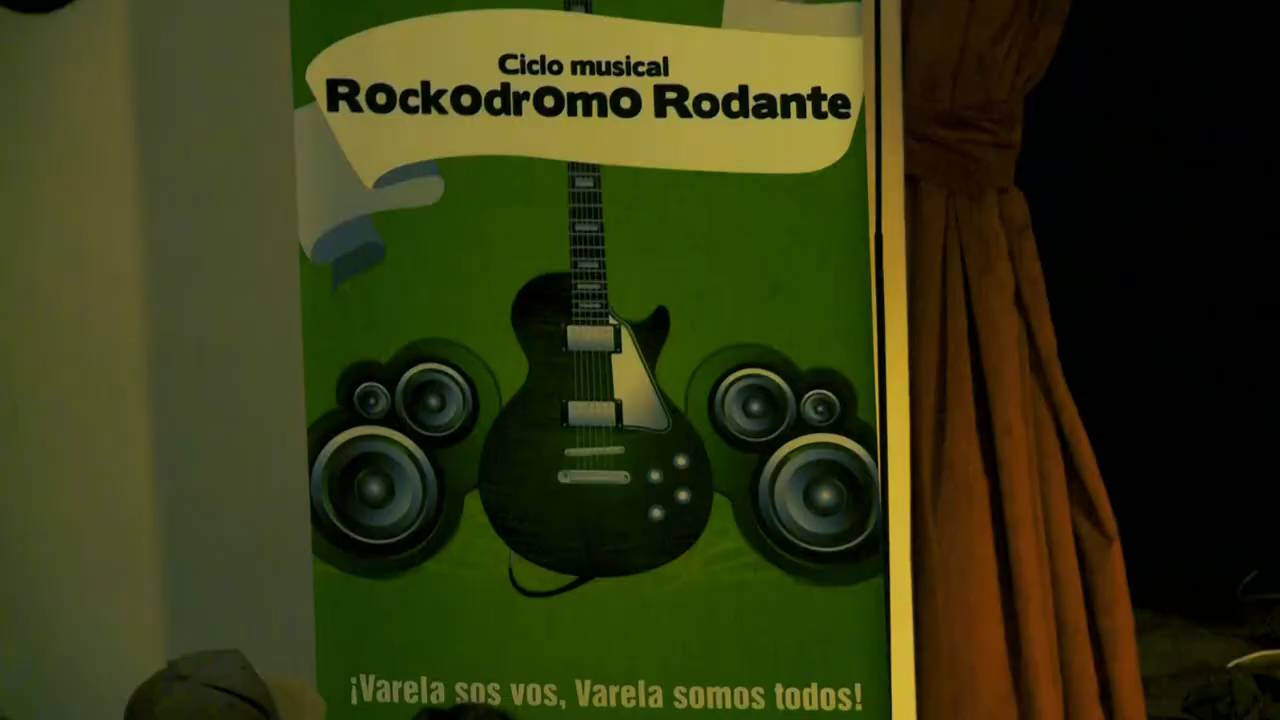 Ciclo musical
Rockodromo Rodante
¡Varela sos vos, Varela somos todos!